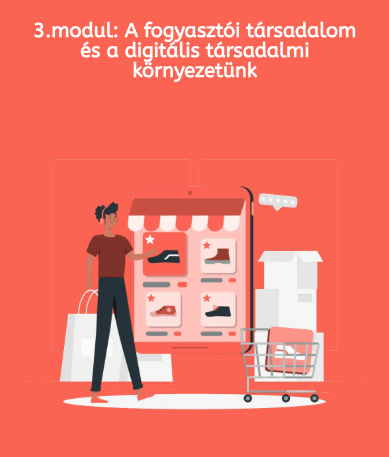 3.modul: A fogyasztói társadalom
és a digitális társadalmi
környezetünk